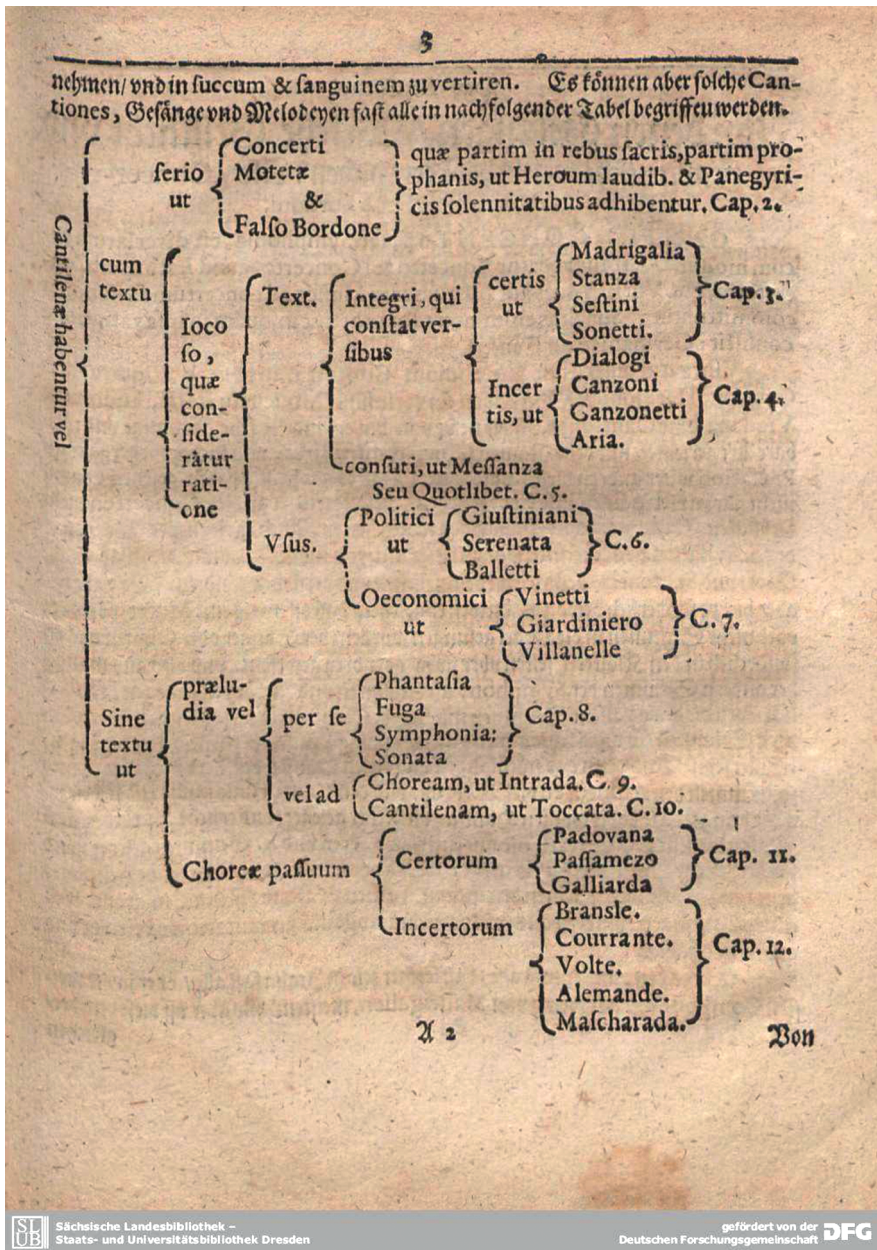 3
nehmen/ vnd in succum & sanguinem zu vertiren. Es können aber solche Can-
tiones, Gesänge vnd Melodeyen fast alle in nachfolgender Tabel begriffen werden.
Cantilenæ habentur vel
cum
textu
serio
ut
Concerti
Motetæ
&
Falso Bordone
quæ partim in rebus sacris, partim pro-
phanis, ut Heroum laudib. & Panegyri-
cis solennitatibus adhibentur. Cap. 2.
Ioco
so,
quæ
con-
side-
ràtur
rati-
one
Text.
Integri, qui
constat ver-
sibus
certis
ut
Madrigalia
Stanza
Sestini
Sonetti.
Cap. 3.
Incer
tis, ut
Dialogi
Canzoni
Ganzonetti
Aria.
Cap. 4.
consuti, ut Messanza
Seu Quotlibet. C. 5.
Vsus.
Politici
ut
Giustiniani
Serenata
Balletti
C. 6.
Oeconomici
ut
Vinetti
Giardiniero
Villanelle
C. 7.
Sine
textu
ut
prælu-
dia vel
per se
Phantasia
Fuga
Symphonia:
Sonata
Cap. 8.
vel ad
Choream, ut Intrada. C. 9.
Cantilenam, ut Toccata. C. 10.
Choreæ passuum
Certorum
Padovana
Passamezo
Galliarda
Cap. 11.
Incertorum
Bransle.
Courrante.
Volte.
Alemande.
Mascharada.
Cap. 12.
A 2
Von
SLUB
Sächsische Landesbibliothek –
Staats- und Universitätsbibliothek Dresden
gefördert von der
Deutschen Forschungsgemeinschaft
DFG